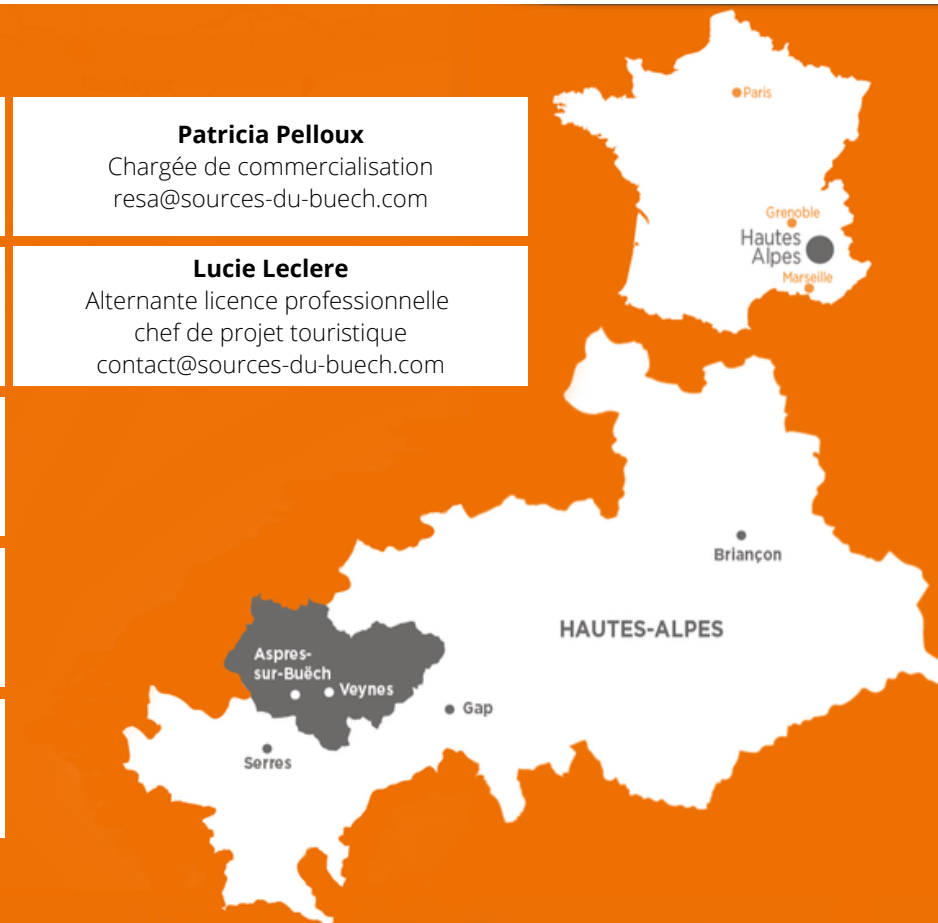 Patricia Pelloux
Chargée de commercialisation
resa@sources-du-buech.com
Lucie Leclere
Alternante licence professionnelle
chef de projet touristique
contact@sources-du-buech.com
Paris
Grenoble
Hautes
Alpes
Marseille
Briançon
HAUTES-ALPES
Aspres-
sur-Buëch
Veynes
Gap
Serres